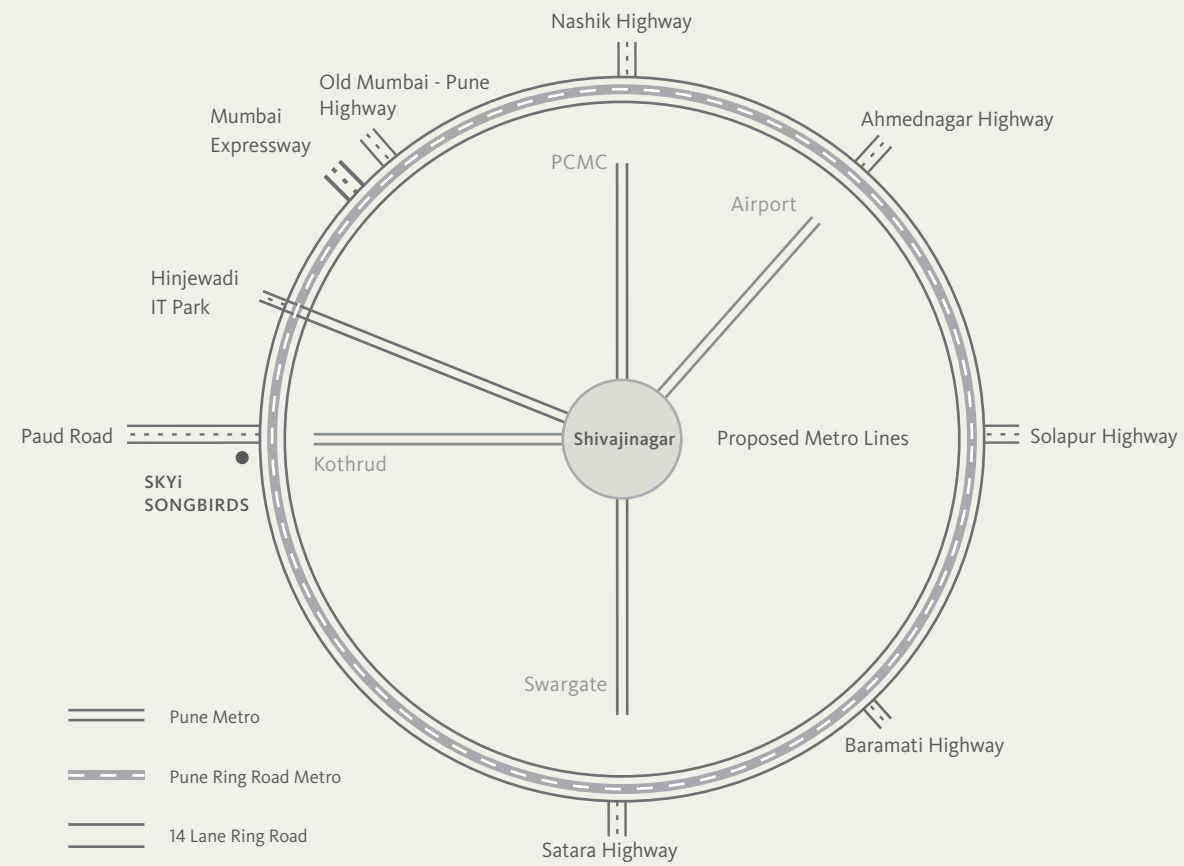 Nashik Highway
Old Mumbai - Pune
Highway
Mumbai
Expressway
Ahmednagar Highway
PCMC
Airport
Hinjewadi
IT Park
Paud Road
Shivajinagar
Proposed Metro Lines
Solapur Highway
Kothrud
SKYi
SONGBIRDS
Swargate
Pune Metro
Baramati Highway
Pune Ring Road Metro
14 Lane Ring Road
Satara Highway